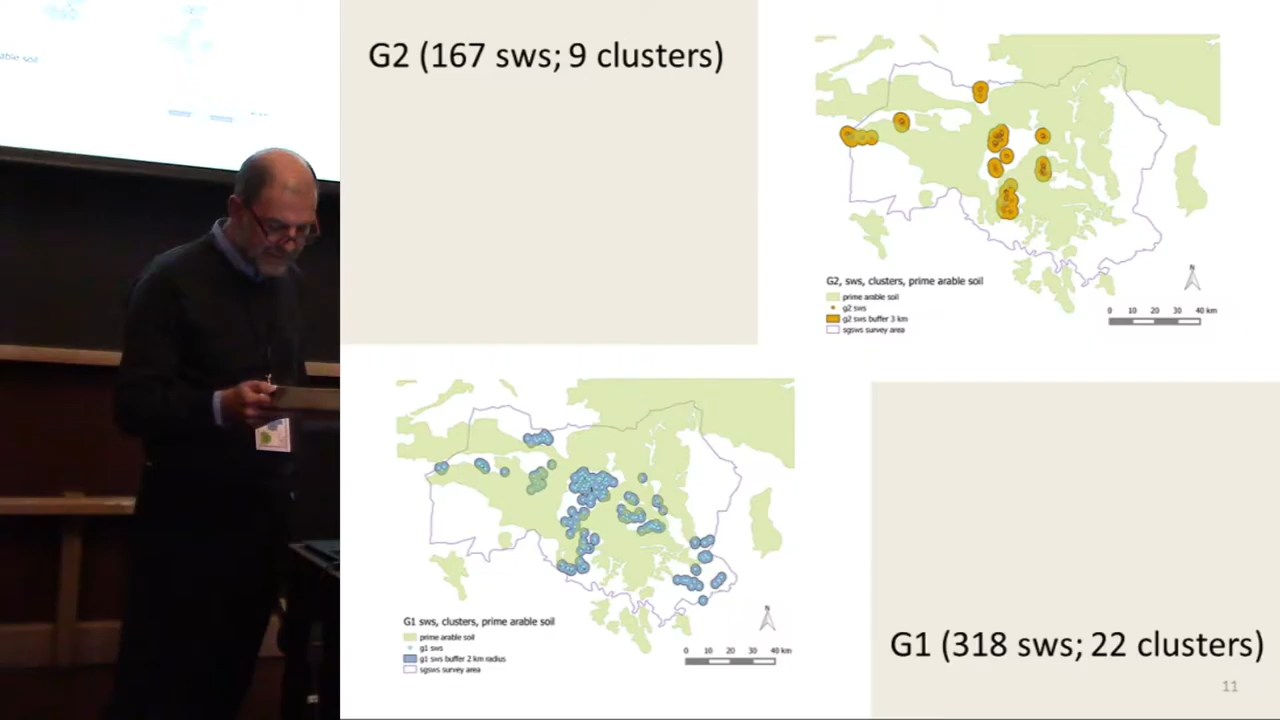 able soil
G2 (167 sws; 9 clusters)
N
G2, sws, clusters, prime arable soil
prime arable soil
g2 sws
g2 sws buffer 3 km
sgsws survey area
0 10 20 30 40 km
N
G1 sws, clusters, prime arable soil
prime arable soil
g1 sws
g1 sws buffer 2 km radius
sgsws survey area
0 10 20 30 40 km
G1 (318 sws; 22 clusters)
11